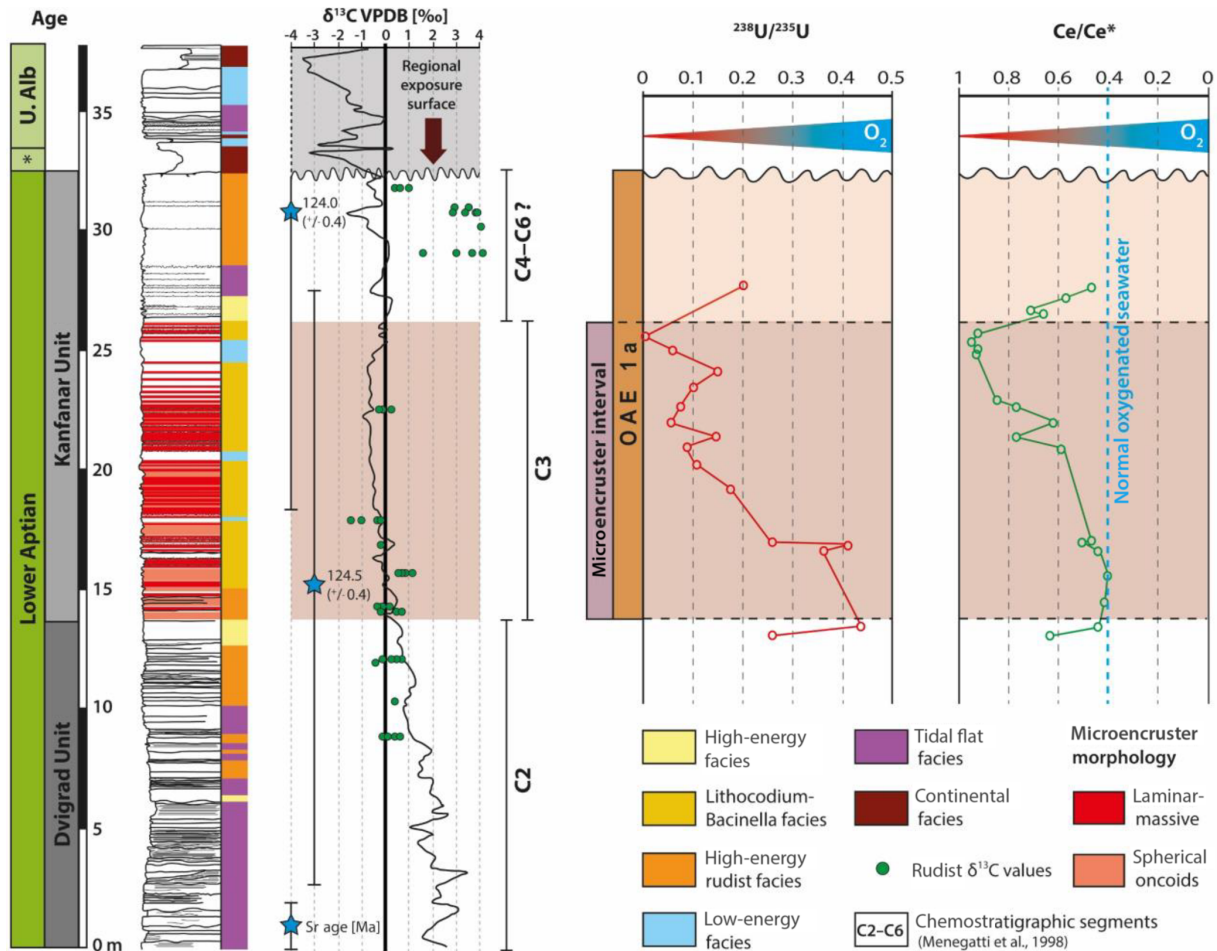 Age
U. Alb
*
Lower Aptian
Kanfanar Unit
Dvigrad Unit
35
30
25
20
15
10
5
0 m
δ¹³C VPDB [‰]
-4 -3 -2 -1 0 1 2 3 4
Regional
exposure
surface
124.0
(+/- 0.4)
124.5
(+/- 0.4)
Sr age [Ma]
C4–C6 ?
C3
C2
²³⁸U/²³⁵U
0 0.1 0.2 0.3 0.4 0.5
O₂
Microencruster interval
OAE 1a
Ce/Ce*
1 0.8 0.6 0.4 0.2 0
O₂
Normal oxygenated seawater
High-energy
facies
Lithocodium-
Bacinella facies
High-energy
rudist facies
Low-energy
facies
Tidal flat
facies
Continental
facies
Rudist δ¹³C values
C2–C6 Chemostratigraphic segments
(Menegatti et al., 1998)
Microencruster
morphology
Laminar-
massive
Spherical
oncoids